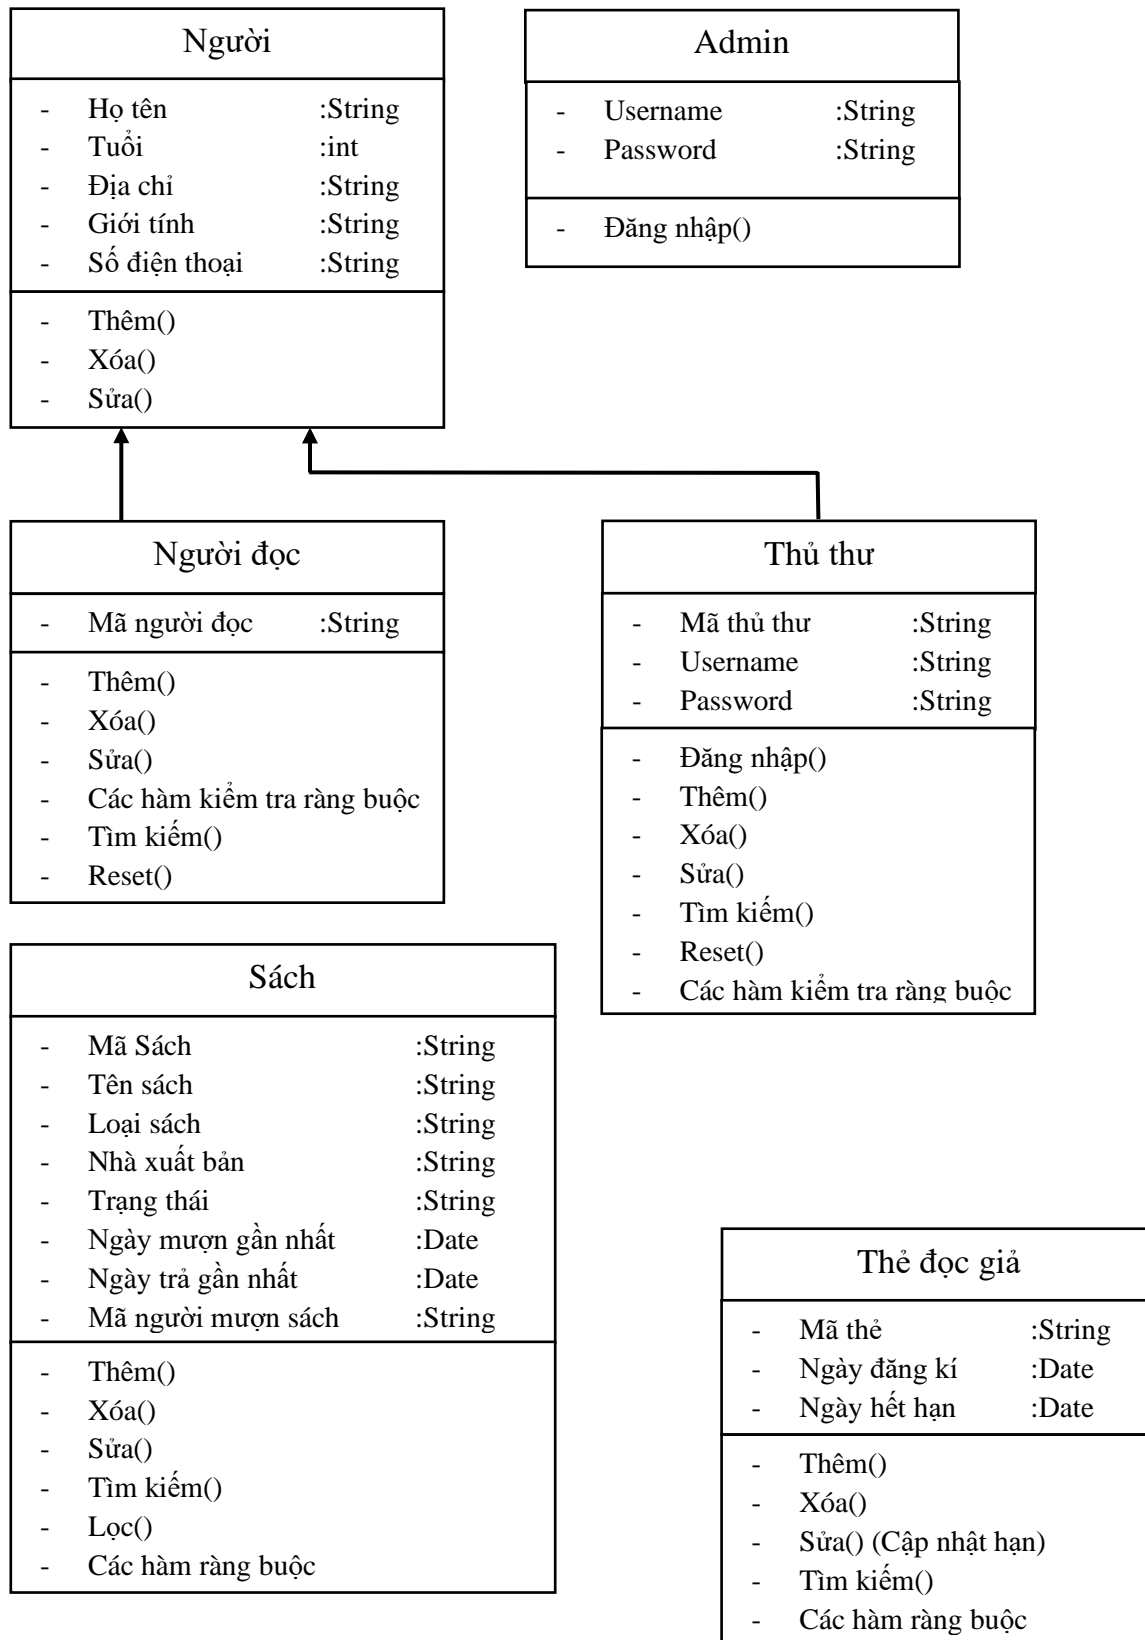 Người
- Họ tên :String
- Tuổi :int
- Địa chỉ :String
- Giới tính :String
- Số điện thoại :String
- Thêm()
- Xóa()
- Sửa()
Admin
- Username :String
- Password :String
- Đăng nhập()
Người đọc
- Mã người đọc :String
- Thêm()
- Xóa()
- Sửa()
- Các hàm kiểm tra ràng buộc
- Tìm kiếm()
- Reset()
Thủ thư
- Mã thủ thư :String
- Username :String
- Password :String
- Đăng nhập()
- Thêm()
- Xóa()
- Sửa()
- Tìm kiếm()
- Reset()
- Các hàm kiểm tra ràng buộc
Sách
- Mã Sách :String
- Tên sách :String
- Loại sách :String
- Nhà xuất bản :String
- Trạng thái :String
- Ngày mượn gần nhất :Date
- Ngày trả gần nhất :Date
- Mã người mượn sách :String
- Thêm()
- Xóa()
- Sửa()
- Tìm kiếm()
- Lọc()
- Các hàm ràng buộc
Thẻ đọc giả
- Mã thẻ :String
- Ngày đăng kí :Date
- Ngày hết hạn :Date
- Thêm()
- Xóa()
- Sửa() (Cập nhật hạn)
- Tìm kiếm()
- Các hàm ràng buộc